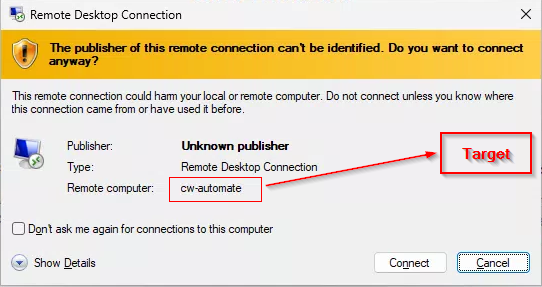 Remote Desktop Connection
The publisher of this remote connection can't be identified. Do you want to connect
anyway?
This remote connection could harm your local or remote computer. Do not connect unless you know where
this connection came from or have used it before.
Publisher: Unknown publisher
Type: Remote Desktop Connection
Remote computer: cw-automate
Target
Don't ask me again for connections to this computer
Show Details
Connect
Cancel